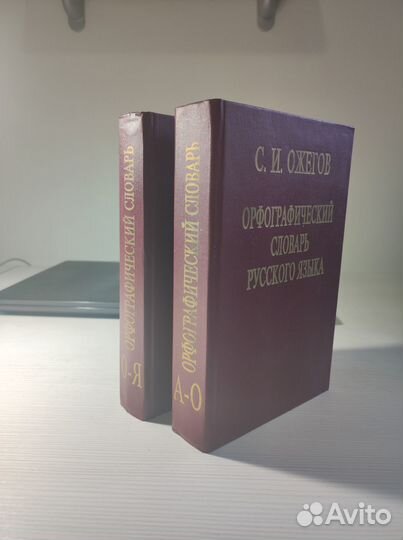 ОРФОГРАФИЧЕСКИЙ СЛОВАРЬ
О-Я
ОРФОГРАФИЧЕСКИЙ СЛОВАРЬ
А-О
С. И. ОЖЕГОВ
ОРФОГРАФИЧЕСКИЙ
СЛОВАРЬ
РУССКОГО ЯЗЫКА
Avito